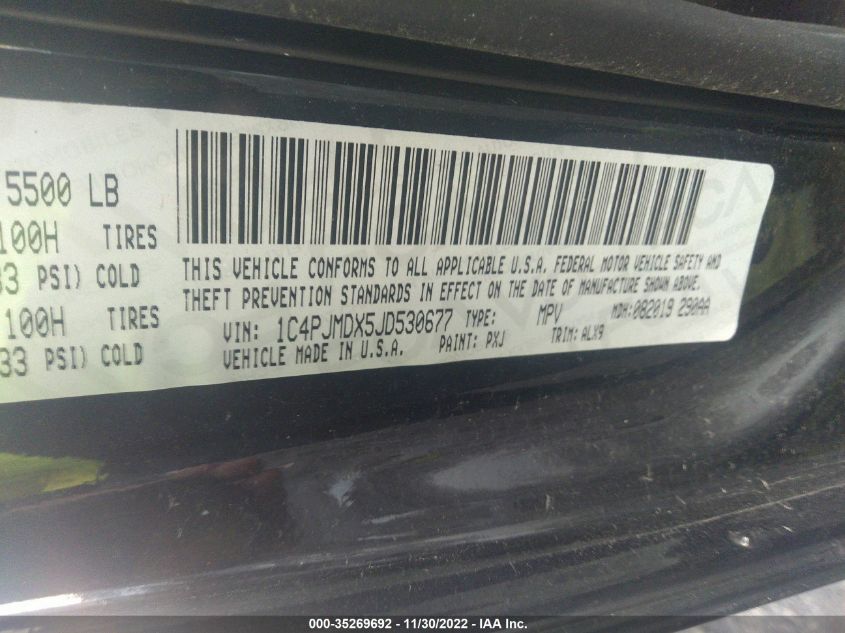 5500 LB
100H TIRES
33 PSI) COLD
100H TIRES
33 PSI) COLD
THIS VEHICLE CONFORMS TO ALL APPLICABLE U.S.A. FEDERAL MOTOR VEHICLE SAFETY AND
THEFT PREVENTION STANDARDS IN EFFECT ON THE DATE OF MANUFACTURE SHOWN ABOVE.
VIN: 1C4PJMDX5JD530677 TYPE: MPV MDH:082019 290AA
VEHICLE MADE IN U.S.A. PAINT: PXJ TRIM: ALX9
000-35269692 - 11/30/2022 - IAA Inc.